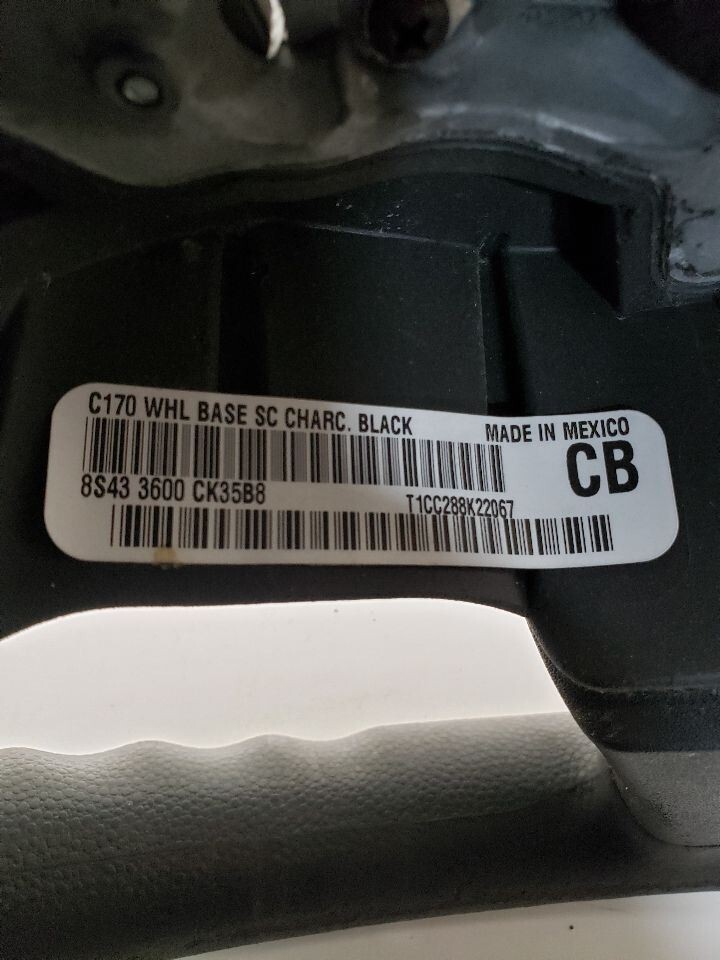 C170 WHL BASE SC CHARC. BLACK
MADE IN MEXICO
CB
8S43 3600 CK35B8
T1CC288K22067